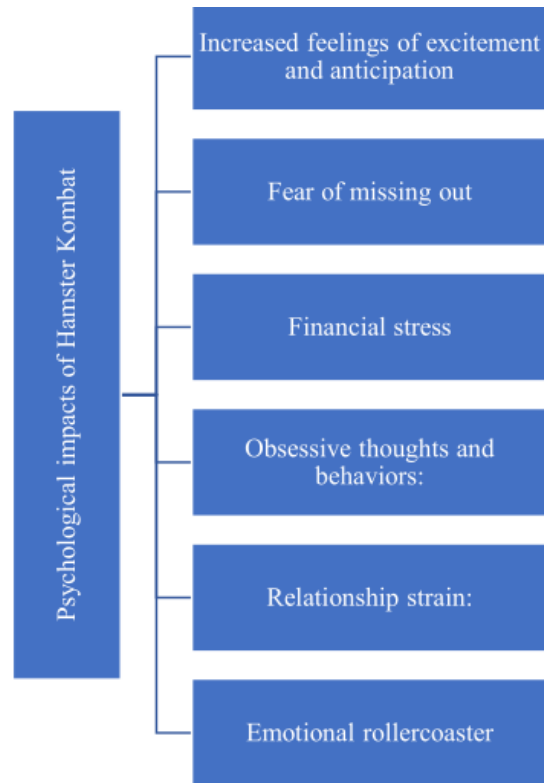 Psychological impacts of Hamster Kombat
Increased feelings of excitement
and anticipation
Fear of missing out
Financial stress
Obsessive thoughts and
behaviors:
Relationship strain:
Emotional rollercoaster